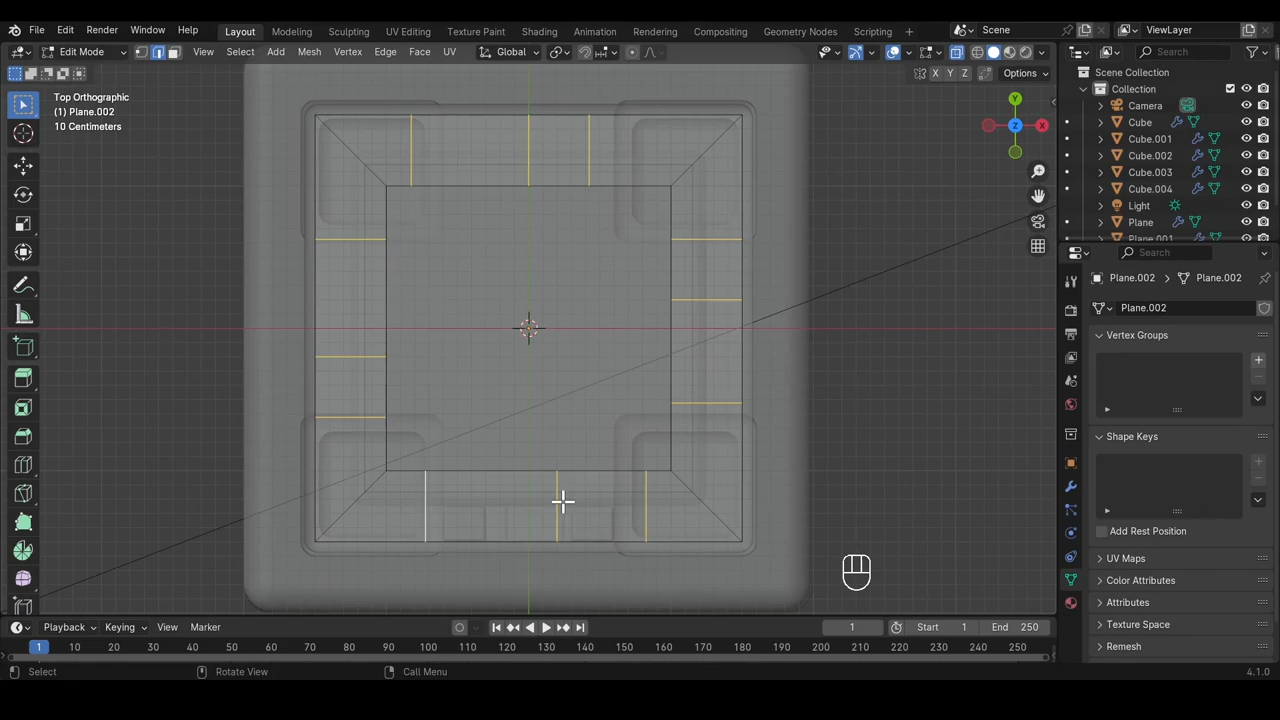 File Edit Render Window Help Layout Modeling Sculpting UV Editing Texture Paint Shading Animation Rendering Compositing Geometry Nodes Scripting + Scene ViewLayer
Edit Mode View Select Add Mesh Vertex Edge Face UV Global Search
X Y Z Options
Scene Collection
Collection
Camera
Cube
Cube.001
Cube.002
Cube.003
Cube.004
Light
Plane
Plane.001
Top Orthographic
(1) Plane.002
10 Centimeters
Y
Z
X
Search
Plane.002 Plane.002
Plane.002
Vertex Groups
Shape Keys
Add Rest Position
UV Maps
Color Attributes
Attributes
Texture Space
Remesh
Playback Keying View Marker 1 Start 1 End 250
1 10 20 30 40 50 60 70 80 90 100 110 120 130 140 150 160 170 180 190 200 210 220 230 240 250
Select Rotate View Call Menu 4.1.0